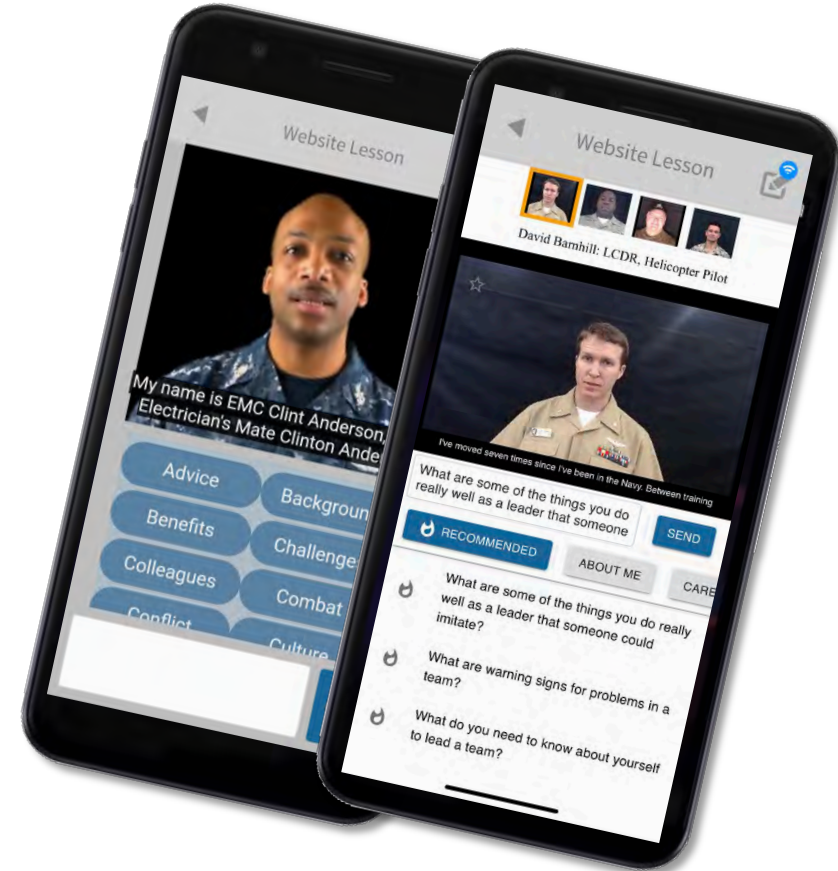 Website Lesson
My name is EMC Clint Anderson,
Electrician's Mate Clinton Ande
Advice
Backgroun
Benefits
Challenge
Colleagues
Combat
Conflict
Culture
Website Lesson
David Barnhill: LCDR, Helicopter Pilot
I've moved seven times since I've been in the Navy. Between training
What are some of the things you do
really well as a leader that someone
SEND
RECOMMENDED
ABOUT ME
CARE
What are some of the things you do really
well as a leader that someone could
imitate?
What are warning signs for problems in a
team?
What do you need to know about yourself
to lead a team?